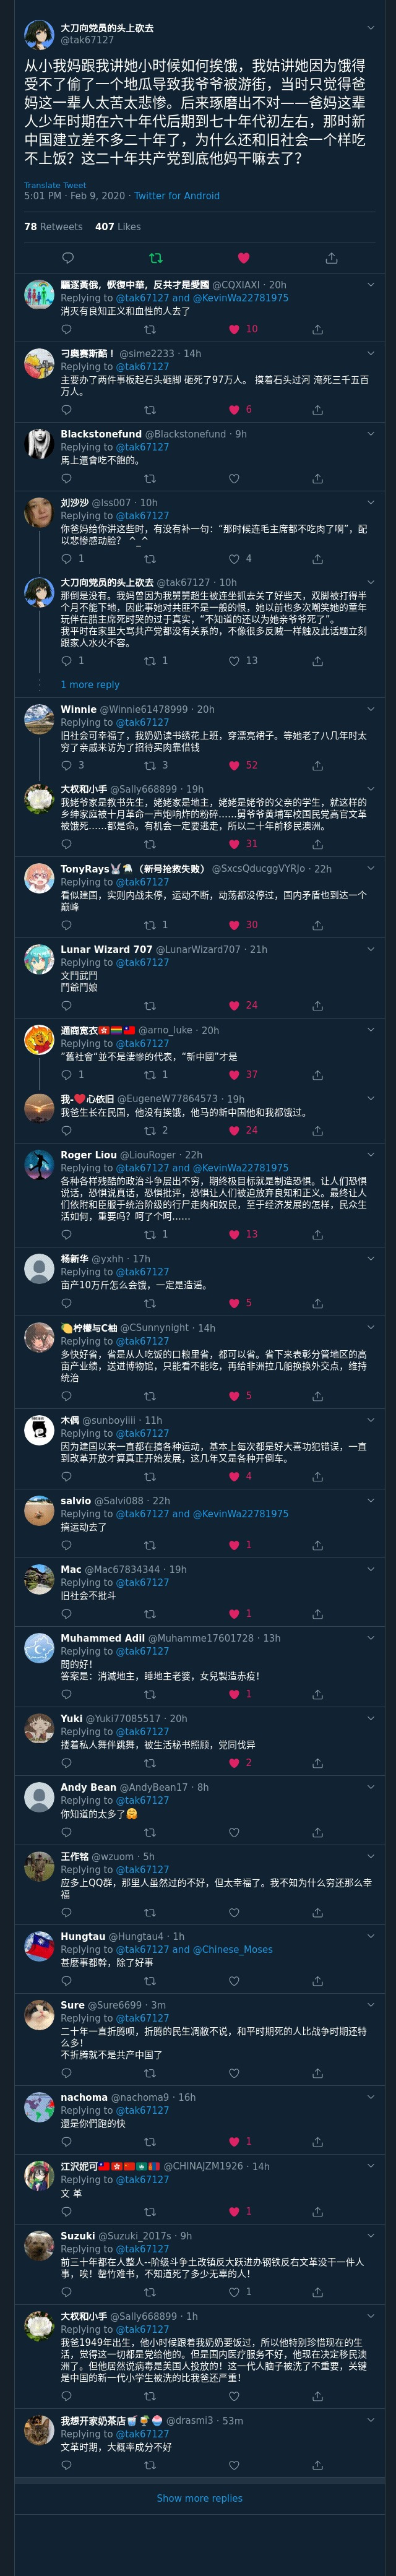 大刀向党员的头上砍去
@tak67127
从小我妈跟我讲她小时候如何挨饿，我姑讲她因为饿得
受不了偷了一个地瓜导致我爷爷被游街，当时只觉得爸
妈这一辈人太苦太悲惨。后来琢磨出不对——爸妈这辈
人少年时期在六十年代后期到七十年代初左右，那时新
中国建立差不多二十年了，为什么还和旧社会一个样吃
不上饭？这二十年共产党到底他妈干嘛去了？
Translate Tweet
5:01 PM · Feb 9, 2020 · Twitter for Android
78 Retweets 407 Likes
驅逐黃俄，恢復中華，反共才是愛國 @CQXIAXI · 20h
Replying to @tak67127 and @KevinWa22781975
消灭有良知正义和血性的人去了
10
刁奥赛斯酷！ @sime2233 · 14h
Replying to @tak67127
主要办了两件事板起石头砸脚 砸死了97万人。 摸着石头过河 淹死三千五百
万人。
6
Blackstonefund @Blackstonefund · 9h
Replying to @tak67127
馬上還會吃不飽的。
刘沙沙 @lss007 · 10h
Replying to @tak67127
你爸妈给你讲这些时，有没有补一句：“那时候连毛主席都不吃肉了啊”，配
以悲惨感动脸？ ^_^
1 4
大刀向党员的头上砍去 @tak67127 · 10h
那倒是没有。我妈曾因为我舅舅超生被连坐抓去关了好些天，双脚被打得半
个月不能下地，因此事她对共匪不是一般的恨，她以前也多次嘲笑她的童年
玩伴在腊主席死时哭的过于真实，“不知道的还以为她亲爷爷死了”。
我平时在家里大骂共产党都没有关系的，不像很多反贼一样触及此话题立刻
跟家人水火不容。
1 1 13
1 more reply
Winnie @Winnie61478999 · 20h
Replying to @tak67127
旧社会可幸福了，我奶奶读书绣花上班，穿漂亮裙子。等她老了八几年时太
穷了亲戚来访为了招待买肉靠借钱
3 3 52
大权和小手 @Sally668899 · 19h
我姥爷家是教书先生，姥姥家是地主，姥姥是姥爷的父亲的学生，就这样的
乡绅家庭被十月革命一声炮响炸的粉碎……舅爷爷黄埔军校国民党高官文革
被饿死……都是命。有机会一定要逃走，所以二十年前移民澳洲。
31
TonyRays🐰🐁（新号抢救失败） @SxcsQducggVYRJo · 22h
Replying to @tak67127
看似建国，实则内战未停，运动不断，动荡都没停过，国内矛盾也到达一个
巅峰
1 30
Lunar Wizard 707 @LunarWizard707 · 21h
Replying to @tak67127
文鬥武鬥
鬥爺鬥娘
24
通商宽衣🇭🇰🏳️‍🌈🇹🇼 @arno_luke · 20h
Replying to @tak67127
“舊社會“並不是淒慘的代表，“新中國”才是
1 1 37
我-❤️心依旧 @EugeneW77864573 · 19h
我爸生长在民国，他没有挨饿，他马的新中国他和我都饿过。
2 24
Roger Liou @LiouRoger · 22h
Replying to @tak67127 and @KevinWa22781975
各种各样残酷的政治斗争层出不穷，期终极目标就是制造恐惧。让人们恐惧
说话，恐惧说真话，恐惧批评，恐惧让人们被迫放弃良知和正义。最终让人
们依附和臣服于统治阶级的行尸走肉和奴民，至于经济发展的怎样，民众生
活如何，重要吗？呵了个呵……
1 13
杨新华 @yxhh · 17h
Replying to @tak67127
亩产10万斤怎么会饿，一定是造谣。
5
🍋柠檬与C柚 @CSunnynight · 14h
Replying to @tak67127
多快好省，省是从人吃饭的口粮里省，都可以省。省下来表彰分管地区的高
亩产业绩，送进博物馆，只能看不能吃，再给非洲拉几船换换外交点，维持
统治
5
木偶 @sunboyiiii · 11h
Replying to @tak67127
因为建国以来一直都在搞各种运动，基本上每次都是好大喜功犯错误，一直
到改革开放才算真正开始发展，这几年又是各种开倒车。
4
salvio @Salvi088 · 22h
Replying to @tak67127 and @KevinWa22781975
搞运动去了
1
Mac @Mac67834344 · 19h
Replying to @tak67127
旧社会不批斗
1
Muhammed Adil @Muhamme17601728 · 13h
Replying to @tak67127
問的好！
答案是：消滅地主，睡地主老婆，女兒製造赤疫！
1
Yuki @Yuki77085517 · 20h
Replying to @tak67127
搂着私人舞伴跳舞，被生活秘书照顾，党同伐异
2
Andy Bean @AndyBean17 · 8h
Replying to @tak67127
你知道的太多了🤗
王作铭 @wzuom · 5h
Replying to @tak67127
应多上QQ群，那里人虽然过的不好，但太幸福了。我不知为什么穷还那么幸
福
Hungtau @Hungtau4 · 1h
Replying to @tak67127 and @Chinese_Moses
甚麼事都幹，除了好事
Sure @Sure6699 · 3m
Replying to @tak67127
二十年一直折腾呗，折腾的民生凋敝不说，和平时期死的人比战争时期还特
么多！
不折腾就不是共产中国了
nachoma @nachoma9 · 16h
Replying to @tak67127
還是你們跑的快
1
江沢妮可🇹🇼🇭🇰🇨🇳🇲🇴🇲🇳 @CHINAJZM1926 · 14h
Replying to @tak67127
文 革
1
Suzuki @Suzuki_2017s · 9h
Replying to @tak67127
前三十年都在人整人--阶级斗争土改镇反大跃进办钢铁反右文革没干一件人
事，唉！罄竹难书，不知道死了多少无辜的人！
1
大权和小手 @Sally668899 · 1h
Replying to @tak67127
我爸1949年出生，他小时候跟着我奶奶要饭过，所以他特别珍惜现在的生
活，觉得这一切都是党给他的。但是国内医疗服务不好，他现在决定移民澳
洲了。但他居然说病毒是美国人投放的！这一代人脑子被洗了不重要，关键
是中国的新一代小学生被洗的比我爸还严重！
我想开家奶茶店🥤🍹🍧 @drasmi3 · 53m
Replying to @tak67127
文革时期，大概率成分不好
Show more replies